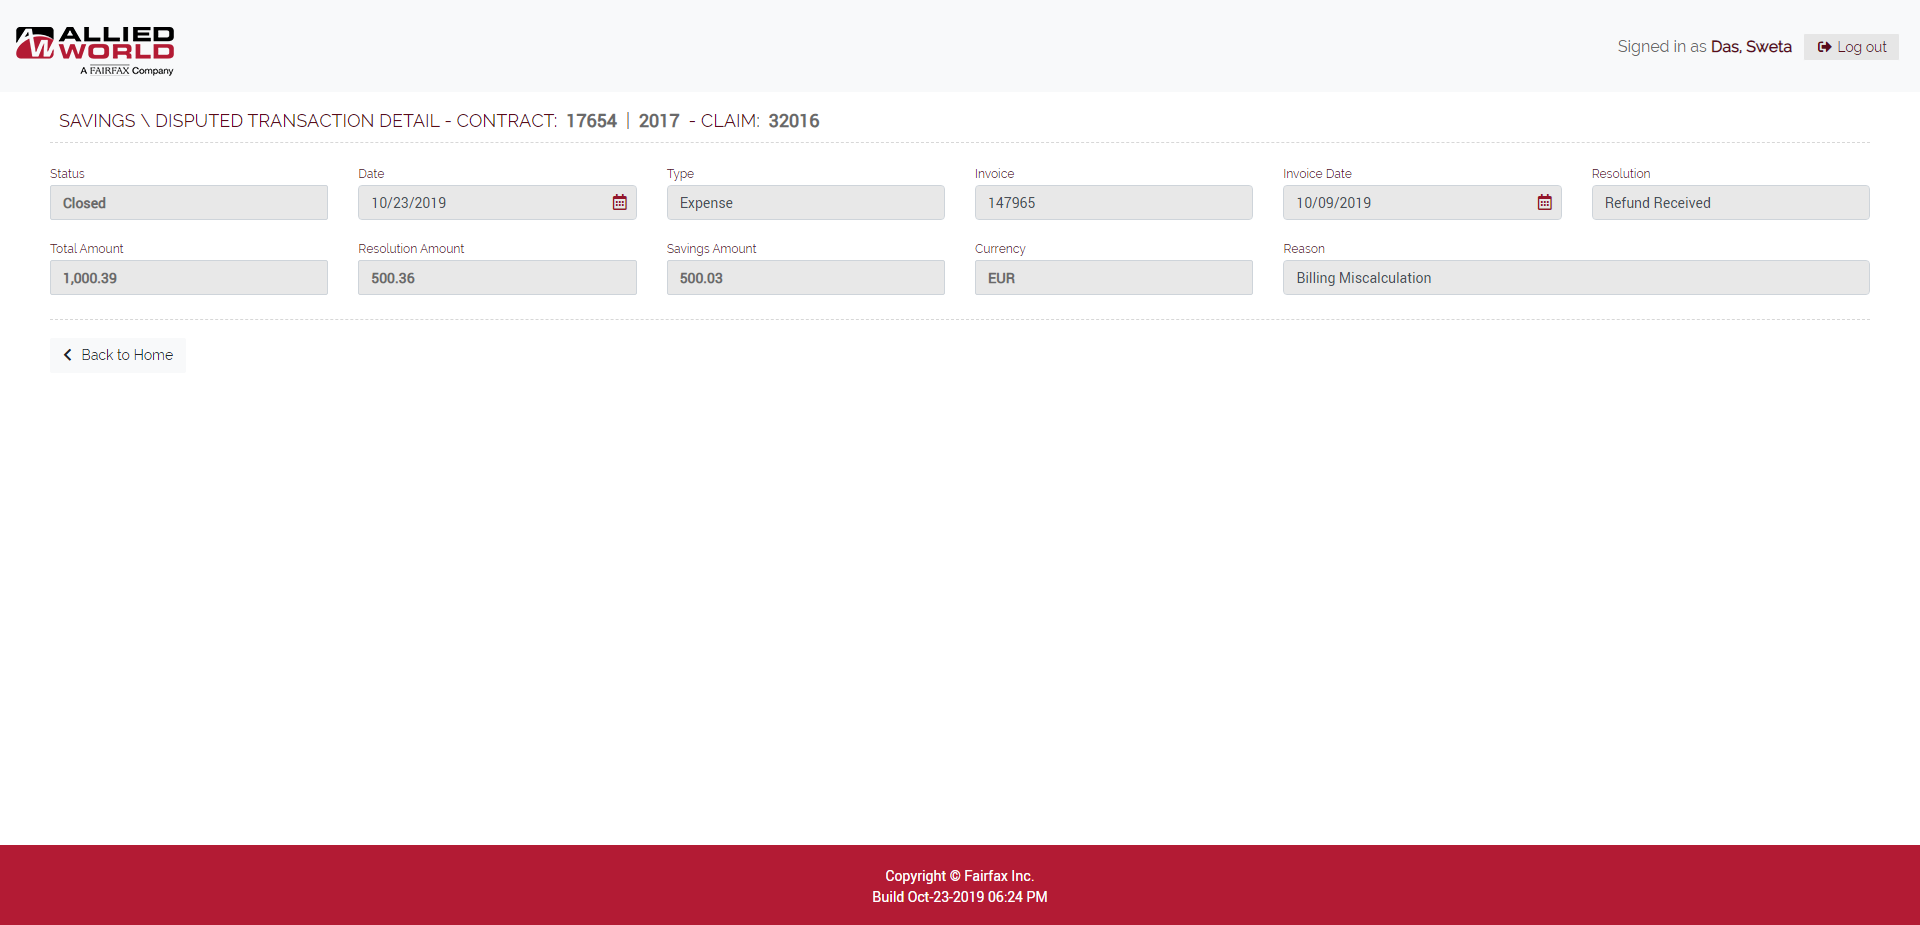 ALLIED
WORLD
A FAIRFAX Company
Signed in as Das, Sweta
Log out
SAVINGS \ DISPUTED TRANSACTION DETAIL - CONTRACT: 17654 | 2017 - CLAIM: 32016
Status Date Type Invoice Invoice Date Resolution
Closed 10/23/2019 Expense 147965 10/09/2019 Refund Received
Total Amount Resolution Amount Savings Amount Currency Reason
1,000.39 500.36 500.03 EUR Billing Miscalculation
Back to Home
Copyright © Fairfax Inc.
Build Oct-23-2019 06:24 PM